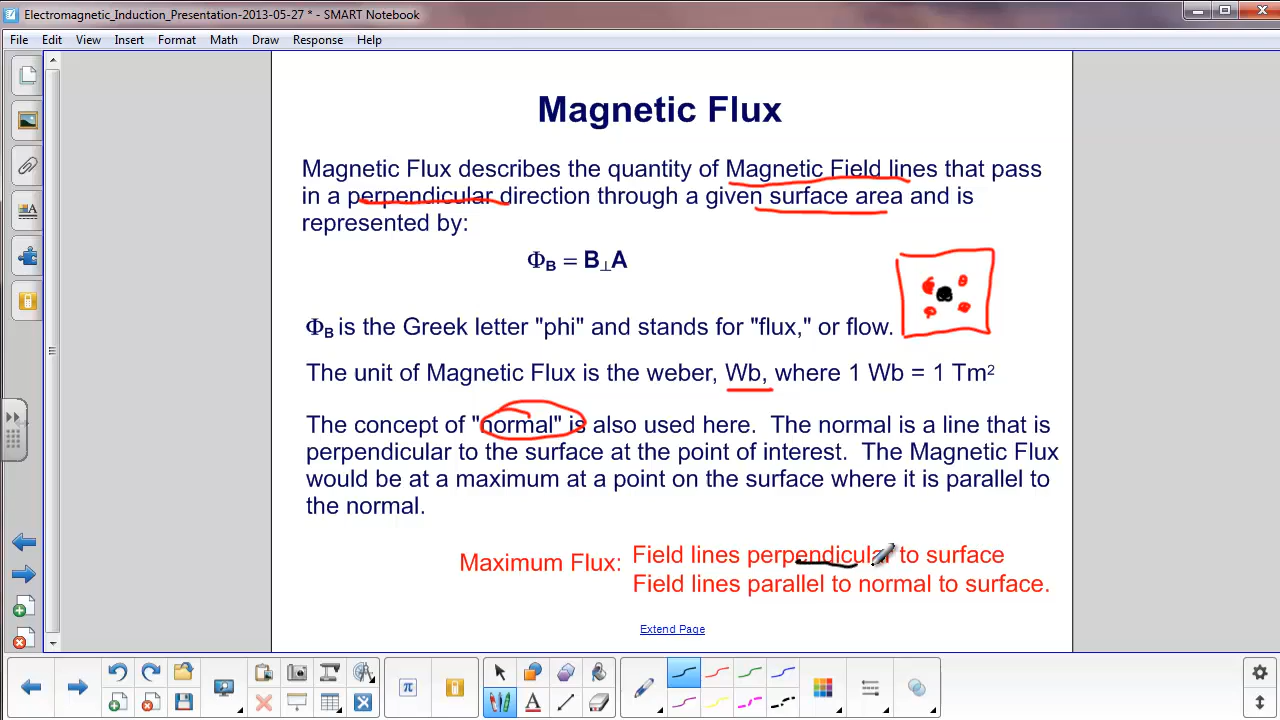 Electromagnetic_Induction_Presentation-2013-05-27 * - SMART Notebook
File Edit View Insert Format Math Draw Response Help
Magnetic Flux
Magnetic Flux describes the quantity of Magnetic Field lines that pass
in a perpendicular direction through a given surface area and is
represented by:
ΦB = B⊥A
ΦB is the Greek letter "phi" and stands for "flux," or flow.
The unit of Magnetic Flux is the weber, Wb, where 1 Wb = 1 Tm²
The concept of "normal" is also used here. The normal is a line that is
perpendicular to the surface at the point of interest. The Magnetic Flux
would be at a maximum at a point on the surface where it is parallel to
the normal.
Maximum Flux: Field lines perpendicular to surface
Field lines parallel to normal to surface.
Extend Page